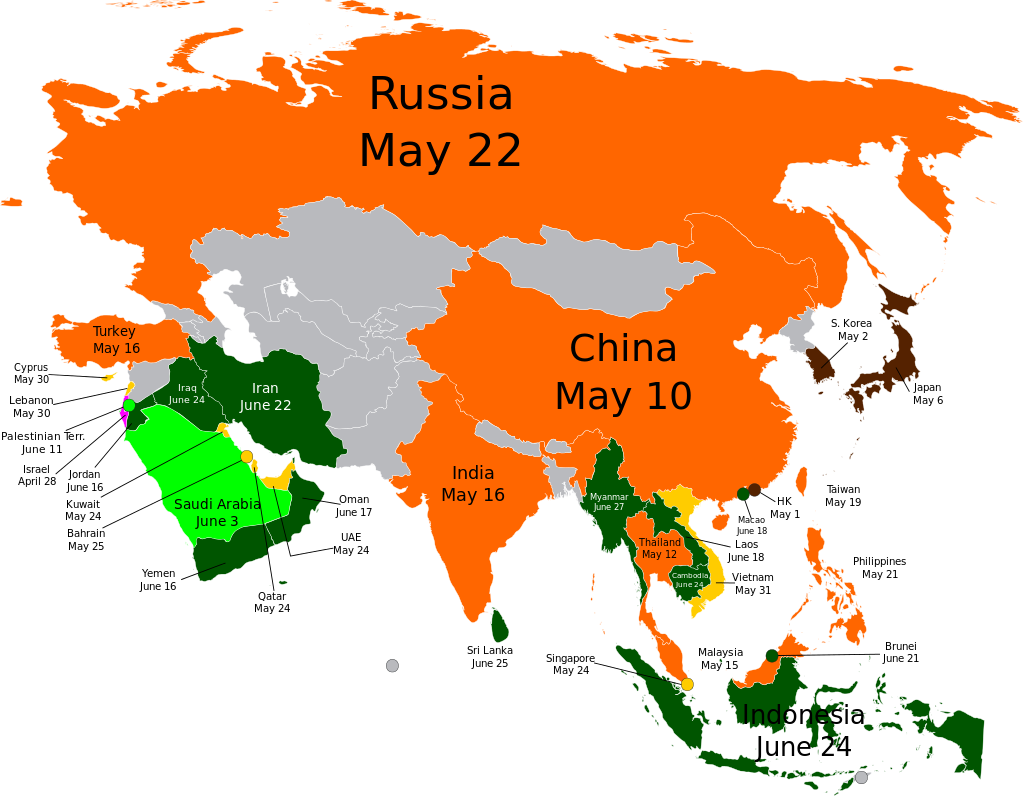 Russia
May 22
Turkey
May 16
China
May 10
S. Korea
May 2
Japan
May 6
Cyprus
May 30
Lebanon
May 30
Palestinian Terr.
June 11
Israel
April 28
Jordan
June 16
Kuwait
May 24
Bahrain
May 25
Iraq
June 24
Iran
June 22
Saudi Arabia
June 3
Oman
June 17
UAE
May 24
Yemen
June 16
Qatar
May 24
India
May 16
Myanmar
June 27
Thailand
May 12
Cambodia
June 24
Macao
June 18
HK
May 1
Taiwan
May 19
Laos
June 18
Vietnam
May 31
Philippines
May 21
Sri Lanka
June 25
Singapore
May 24
Malaysia
May 15
Brunei
June 21
Indonesia
June 24